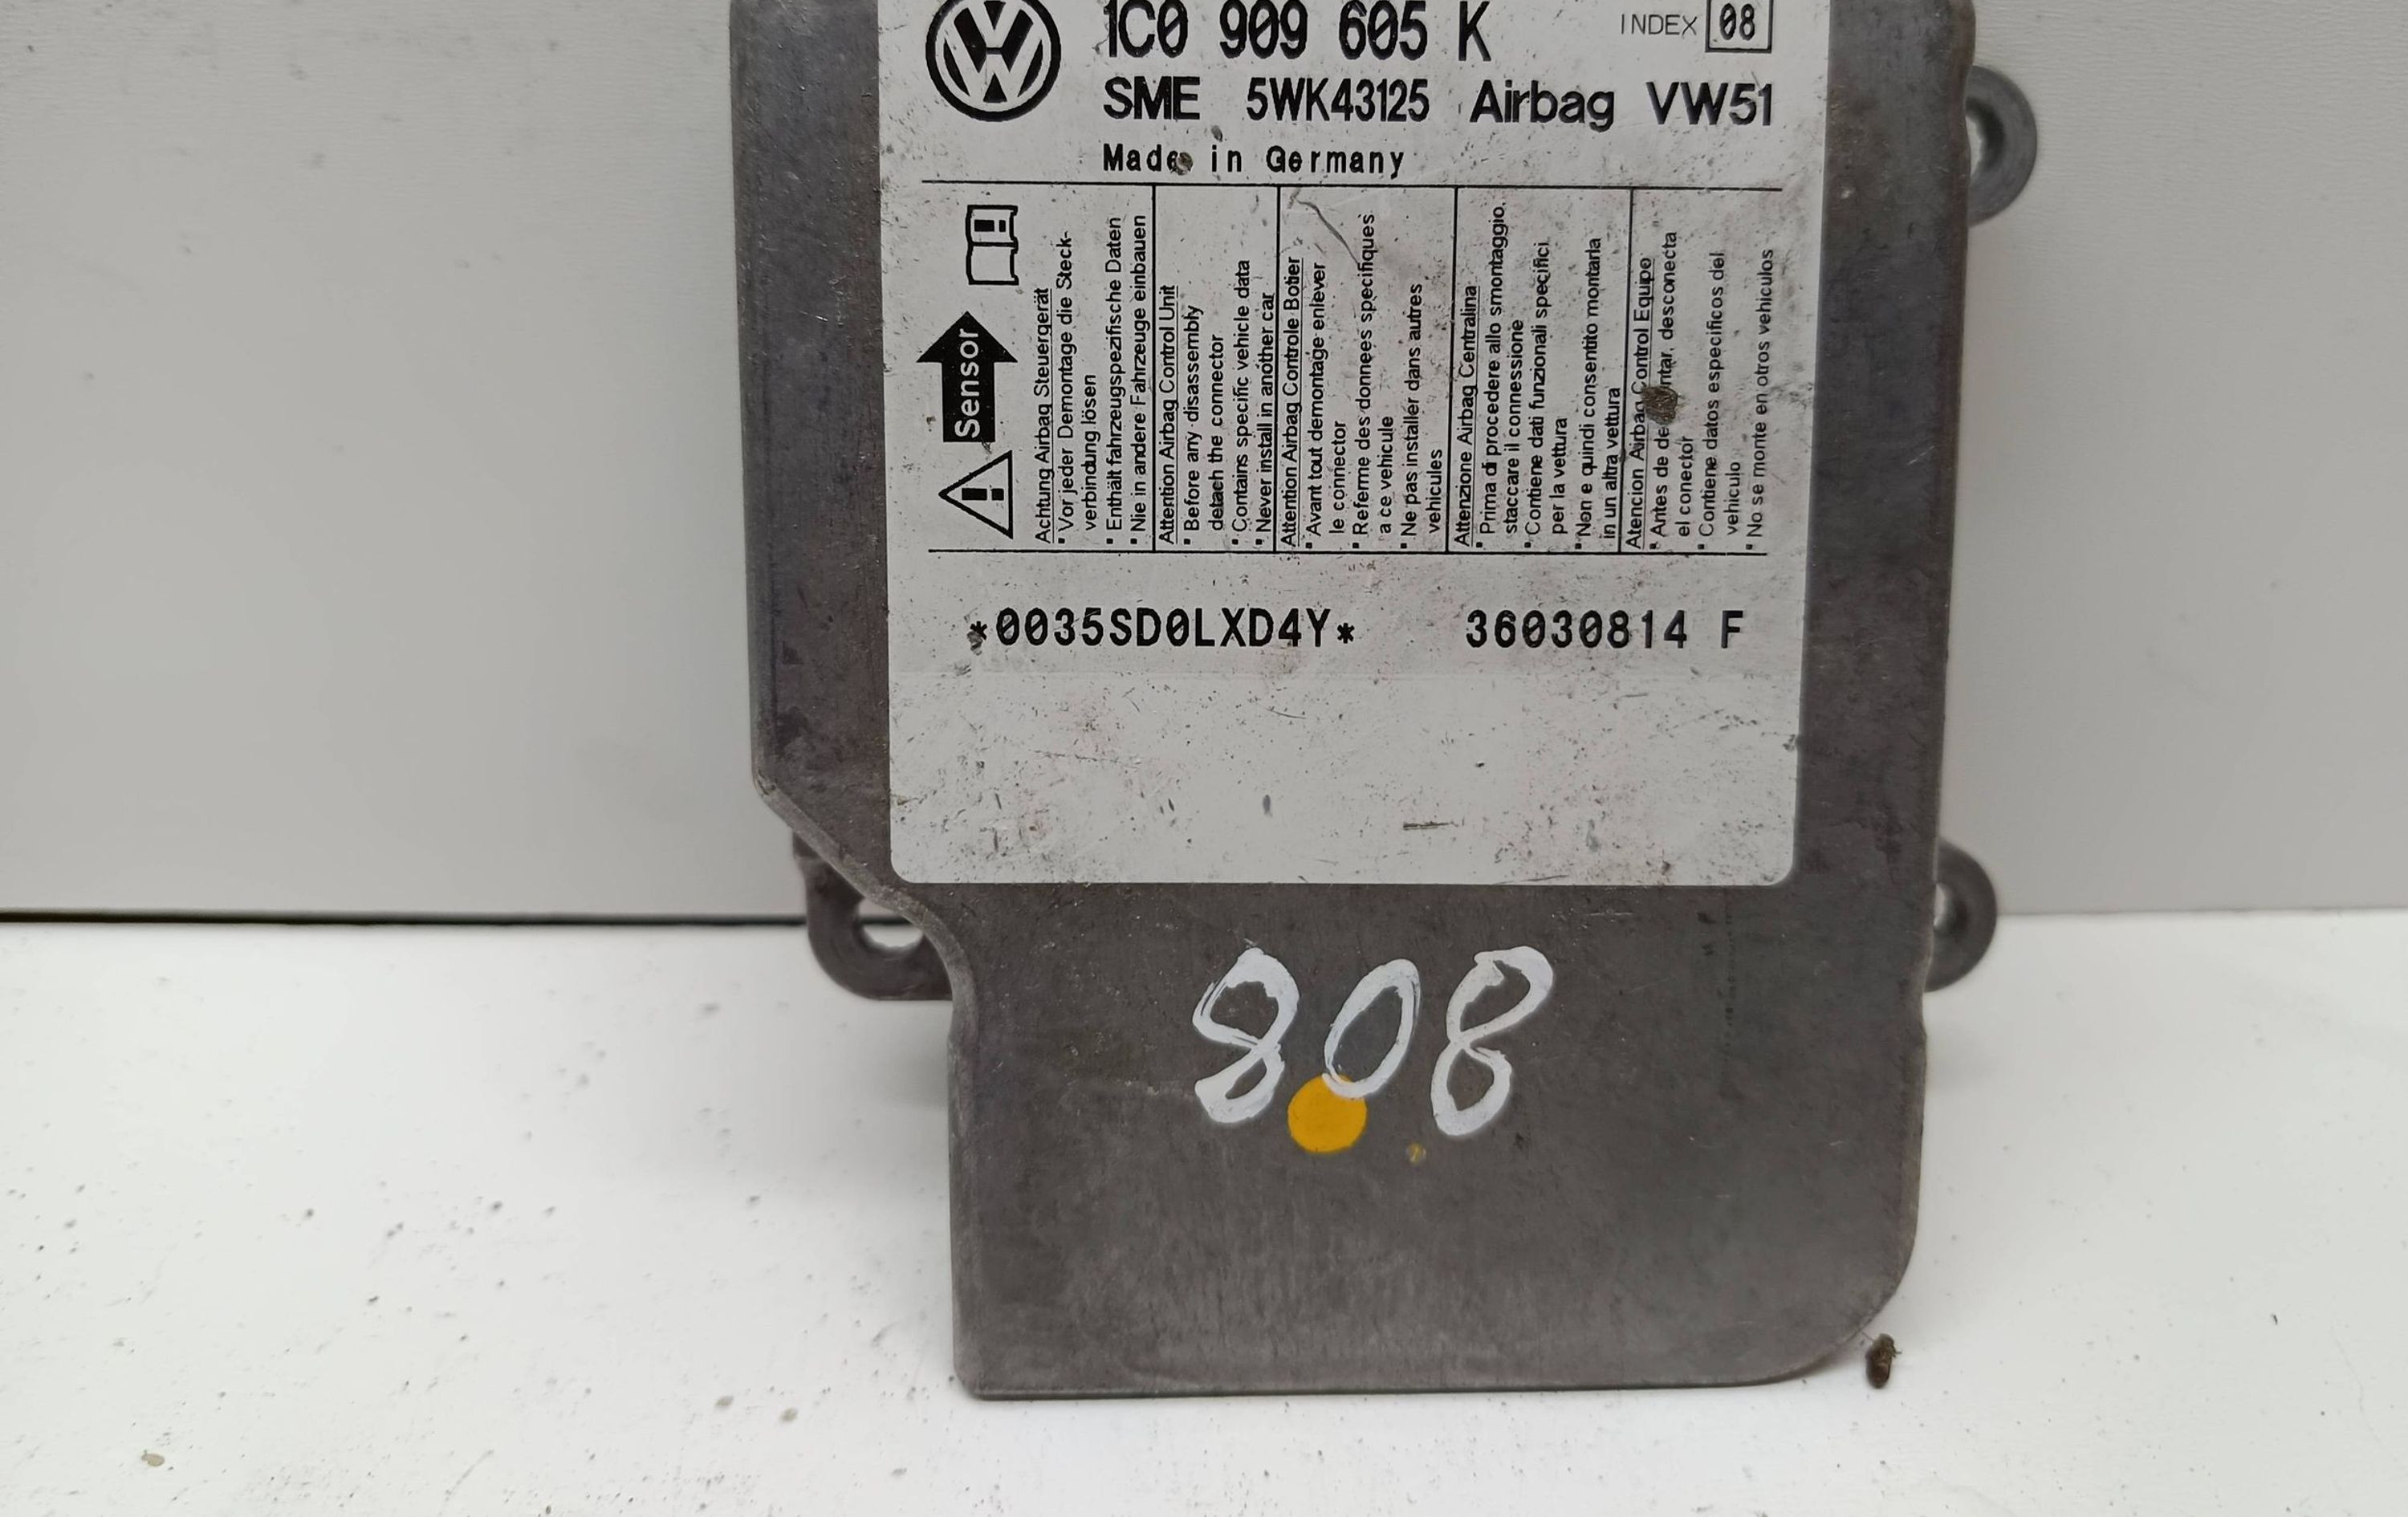 1C0 909 605 K INDEX 08
SME 5WK43125 Airbag VW51
Made in Germany
Sensor
Achtung Airbag Steuergerät
• Vor jeder Demontage die Steck-
verbindung lösen
• Enthält fahrzeugspezifische Daten
• Nie in andere Fahrzeuge einbauen
Attention Airbag Control Unit
• Before any disassembly
detach the connector
• Contains specific vehicle data
• Never install in another car
Attention Airbag Controle Botier
• Avant tout demontage enlever
le connector
• Referme des donnees specifiques
a ce vehicule
• Ne pas installer dans autres
vehicules
Attenzione Airbag Centralina
• Prima di procedere allo smontaggio,
staccare il connessione
• Contiene dati funzionali specifici
per la vettura
• Non e quindi consentito montarla
in un altra vettura
Atencion Airbag Control Equipo
• Antes de desmontar, desconecta
el conector
• Contiene datos especificos del
vehiculo
• No se monte en otros vehiculos
*0035SD0LXD4Y* 36030814 F
808